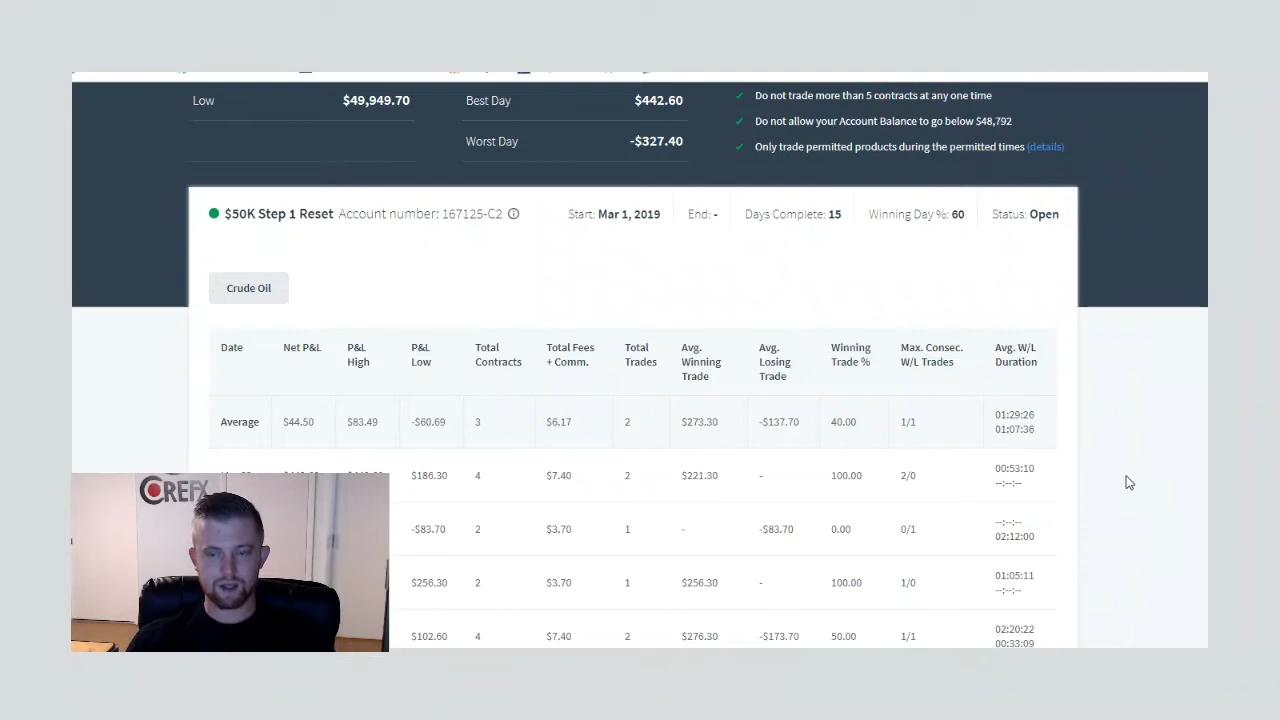 Low $49,949.70 Best Day $442.60
Do not trade more than 5 contracts at any one time
Do not allow your Account Balance to go below $48,792
Worst Day -$327.40
Only trade permitted products during the permitted times (details)
$50K Step 1 Reset Account number: 167125-C2 Start: Mar 1, 2019 End: - Days Complete: 15 Winning Day %: 60 Status: Open
Crude Oil
Date Net P&L P&L High P&L Low Total Contracts Total Fees + Comm. Total Trades Avg. Winning Trade Avg. Losing Trade Winning Trade % Max. Consec. W/L Trades Avg. W/L Duration
Average $44.50 $83.49 -$60.69 3 $6.17 2 $273.30 -$137.70 40.00 1/1 01:29:26 01:07:36
$186.30 4 $7.40 2 $221.30 - 100.00 2/0 00:53:10 --:--:--
-$83.70 2 $3.70 1 - -$83.70 0.00 0/1 --:--:-- 02:12:00
$256.30 2 $3.70 1 $256.30 - 100.00 1/0 01:05:11 --:--:--
$102.60 4 $7.40 2 $276.30 -$173.70 50.00 1/1 02:20:22 00:33:09